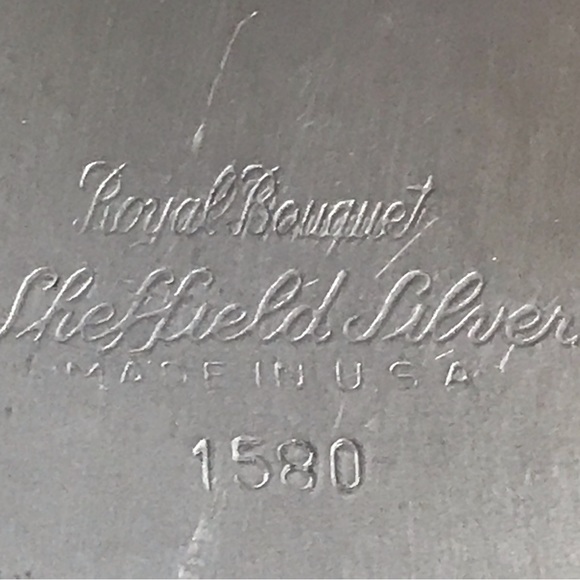 Royal Bouquet
Sheffield Silver
MADE IN U.S.A
1580